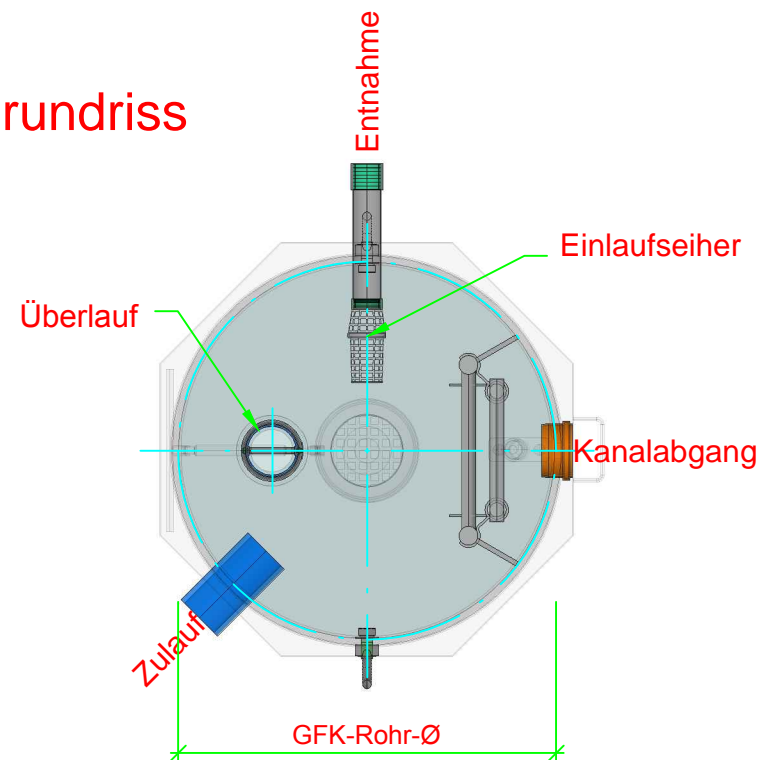 rundriss
Entnahme
Einlaufseiher
Überlauf
Kanalabgang
Zulauf
GFK-Rohr-Ø